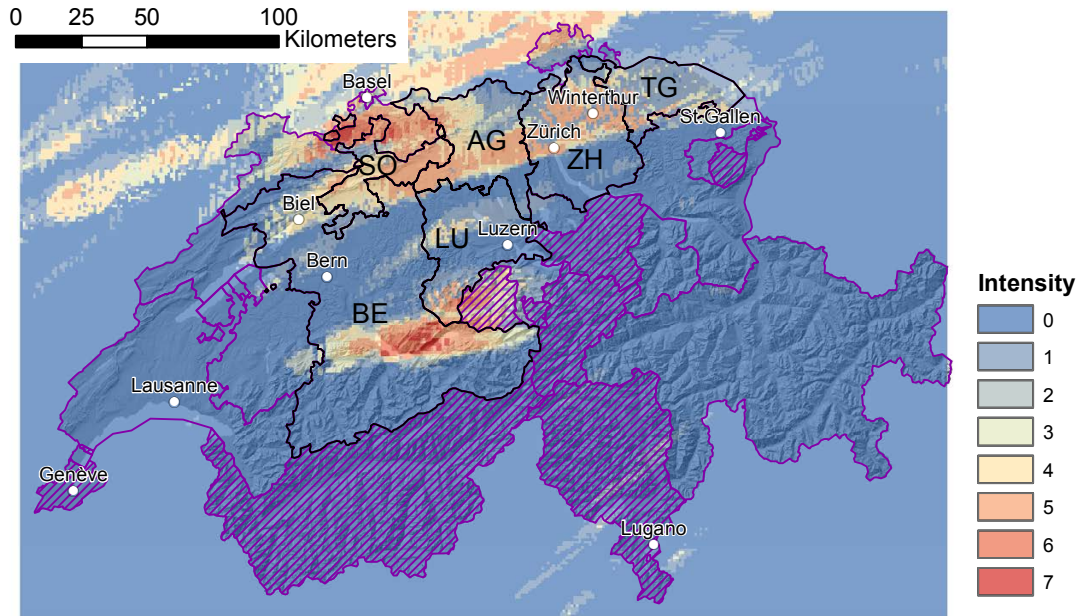 0 25 50 100
Kilometers
Basel
TG
Winterthur
St.Gallen
AG
Zürich
ZH
SO
Biel
LU
Luzern
Bern
BE
Lausanne
Genève
Lugano
Intensity
0
1
2
3
4
5
6
7